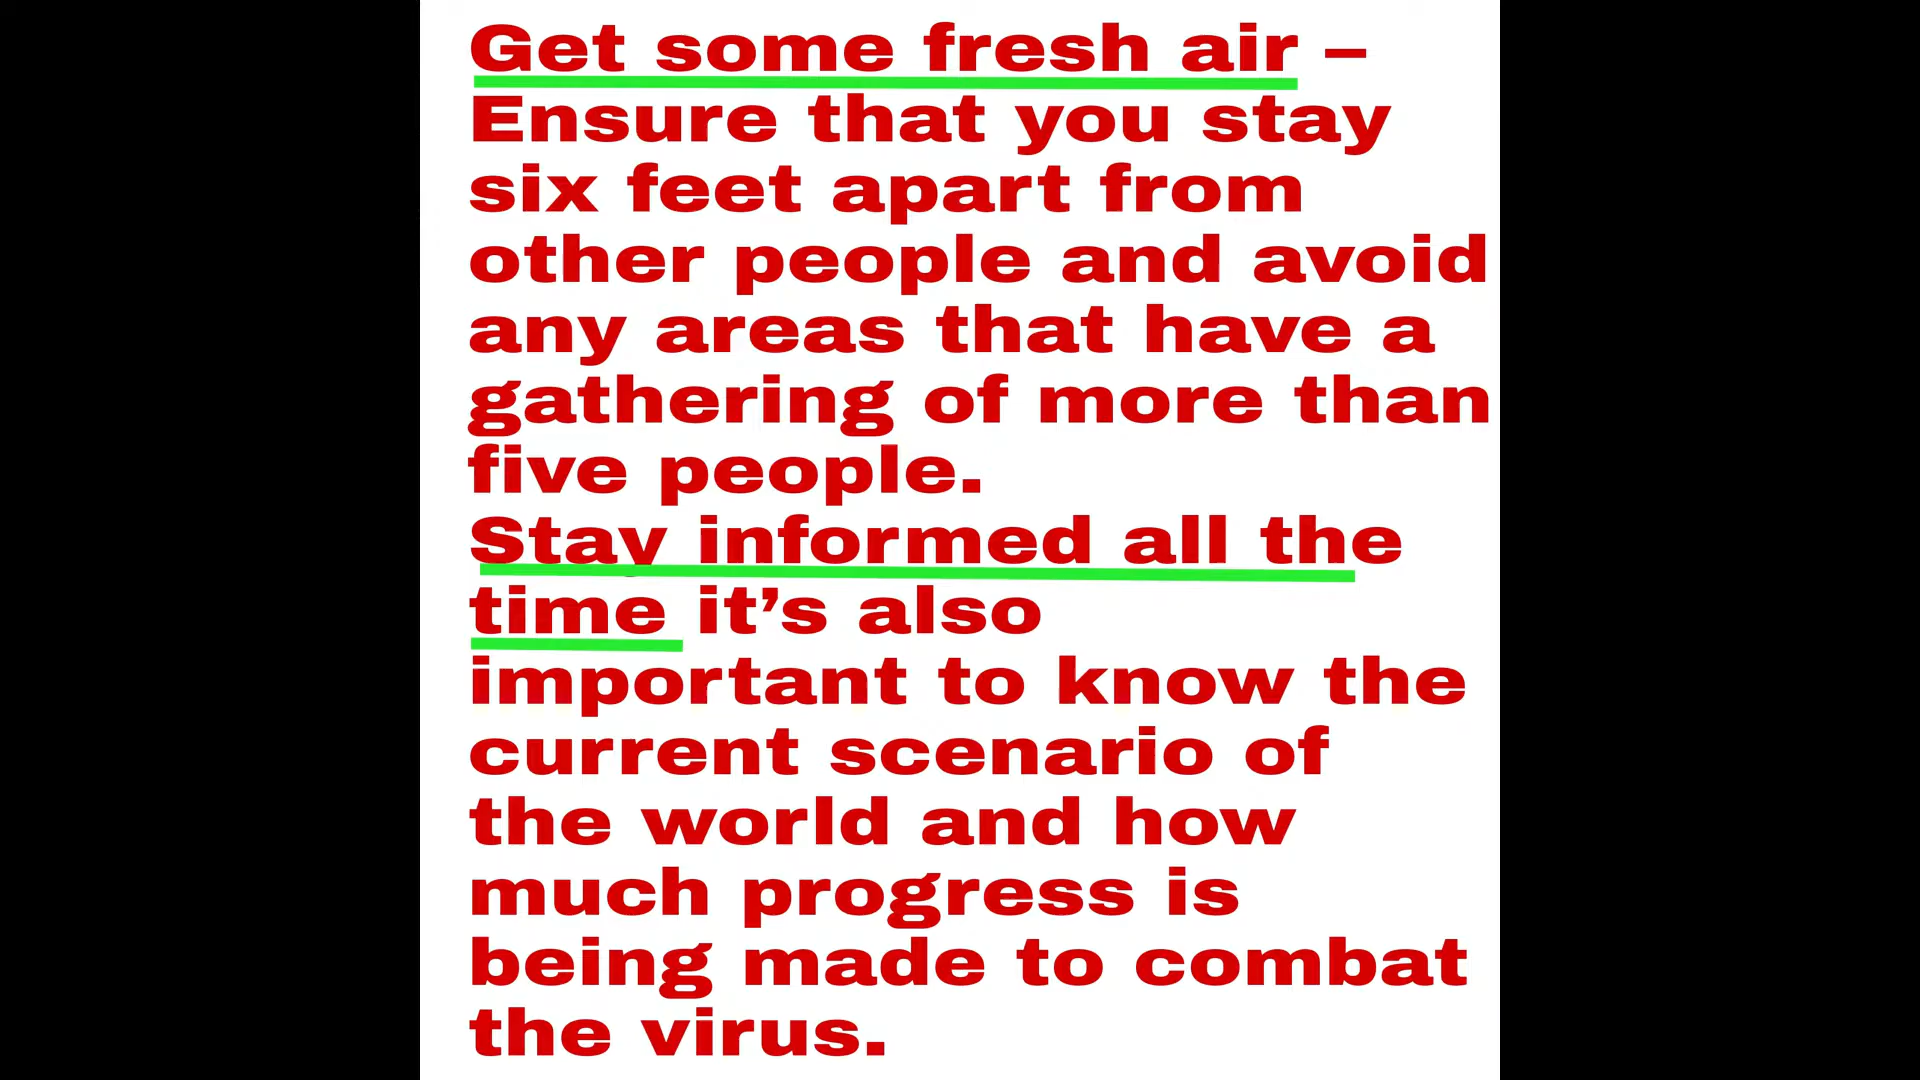 Get some fresh air –
Ensure that you stay
six feet apart from
other people and avoid
any areas that have a
gathering of more than
five people.
Stay informed all the
time it’s also
important to know the
current scenario of
the world and how
much progress is
being made to combat
the virus.